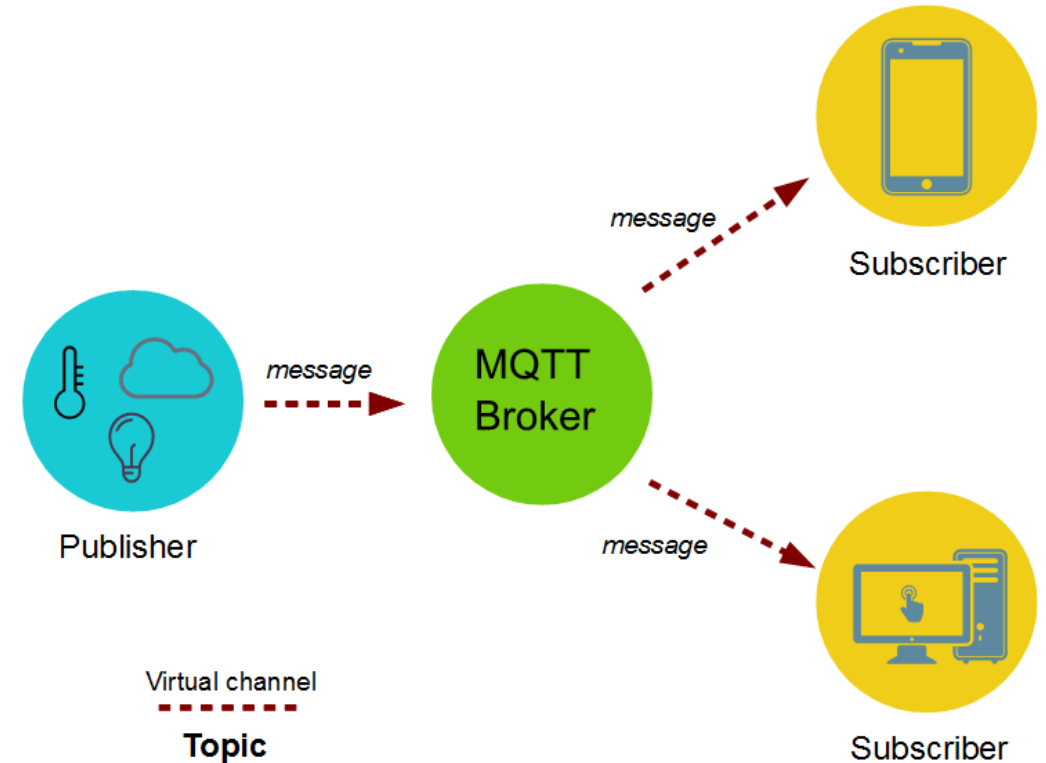 message
Subscriber
message
MQTT
Broker
Publisher
message
Subscriber
Virtual channel
Topic